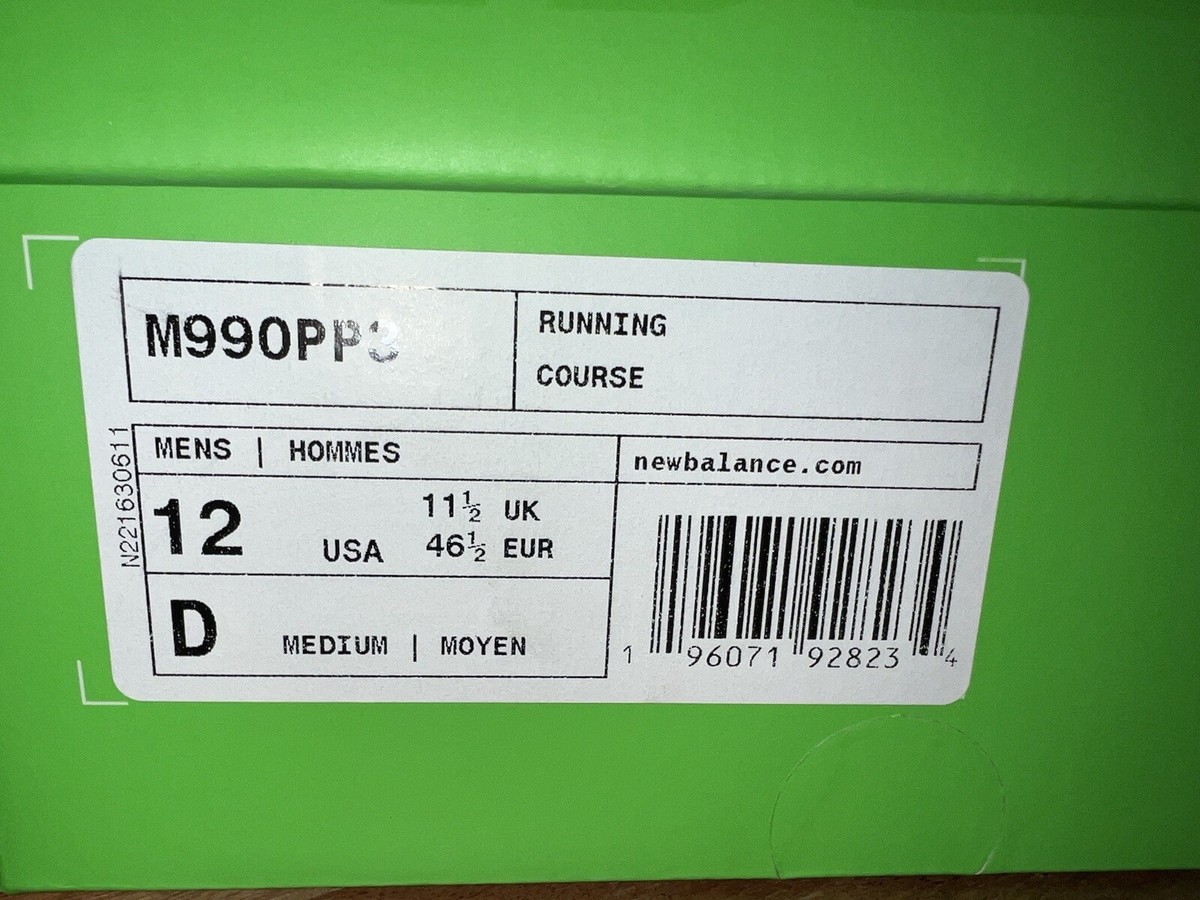 M990PP3
RUNNING
COURSE
N221630611
MENS | HOMMES
newbalance.com
12 USA
11½ UK
46½ EUR
D MEDIUM | MOYEN
1 96071 92823 4